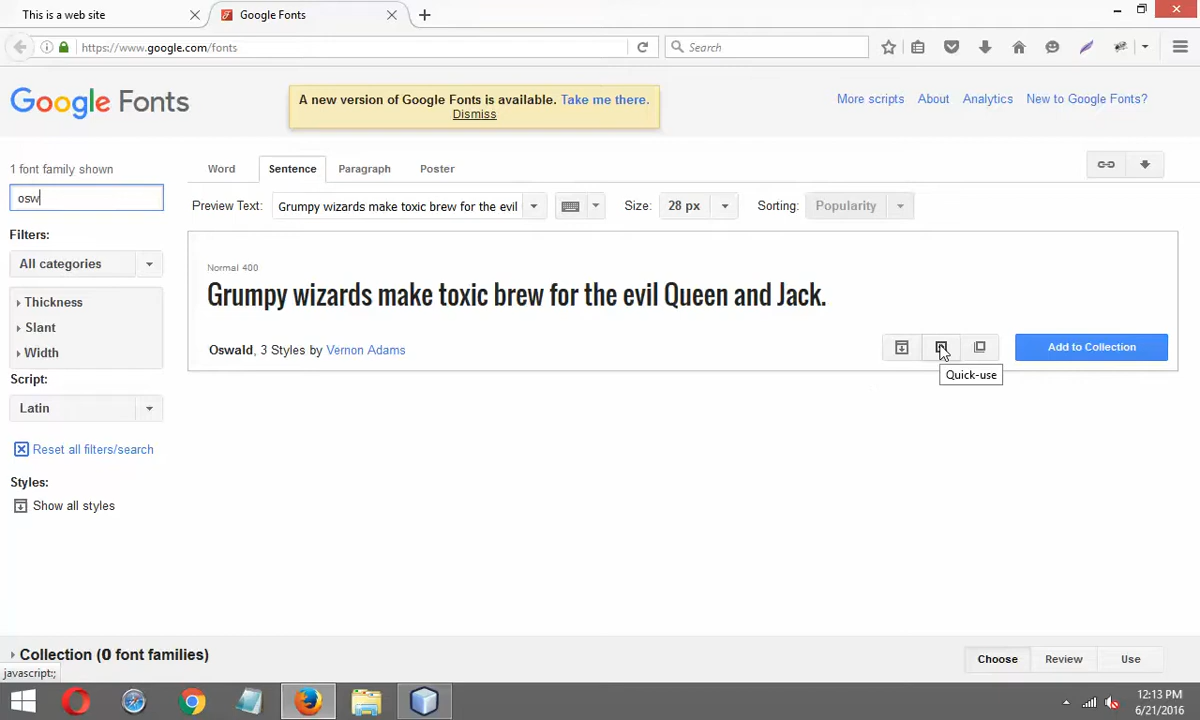 This is a web site
Google Fonts
https://www.google.com/fonts
Search
Google Fonts
A new version of Google Fonts is available. Take me there.
Dismiss
More scripts
About
Analytics
New to Google Fonts?
1 font family shown
osw
Word
Sentence
Paragraph
Poster
Preview Text:
Grumpy wizards make toxic brew for the evil
Size:
28 px
Sorting:
Popularity
Filters:
All categories
Thickness
Slant
Width
Script:
Latin
Reset all filters/search
Styles:
Show all styles
Normal 400
Grumpy wizards make toxic brew for the evil Queen and Jack.
Oswald, 3 Styles by Vernon Adams
Add to Collection
Quick-use
Collection (0 font families)
Choose
Review
Use
javascript:;
12:13 PM
6/21/2016